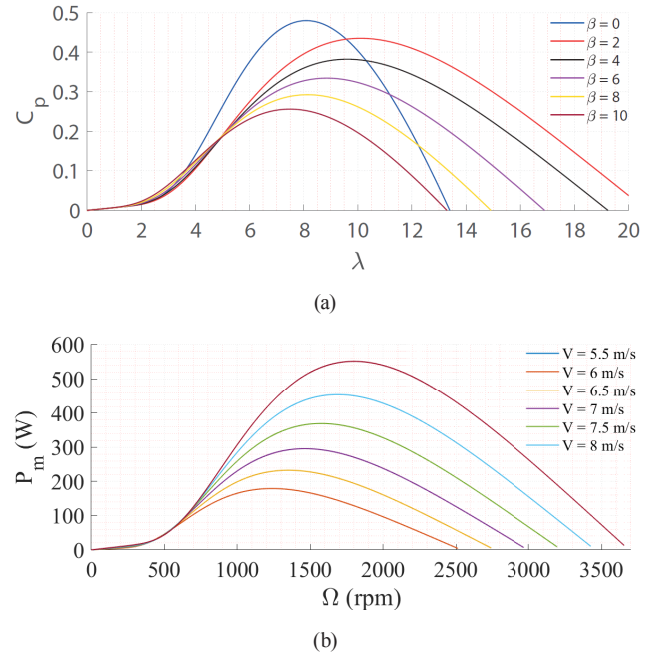 0.5
0.4
0.3
0.2
0.1
0
C_p
β = 0
β = 2
β = 4
β = 6
β = 8
β = 10
0 2 4 6 8 10 12 14 16 18 20
λ
(a)
600
500
400
300
200
100
0
P_m (W)
V = 5.5 m/s
V = 6 m/s
V = 6.5 m/s
V = 7 m/s
V = 7.5 m/s
V = 8 m/s
0 500 1000 1500 2000 2500 3000 3500
Ω (rpm)
(b)